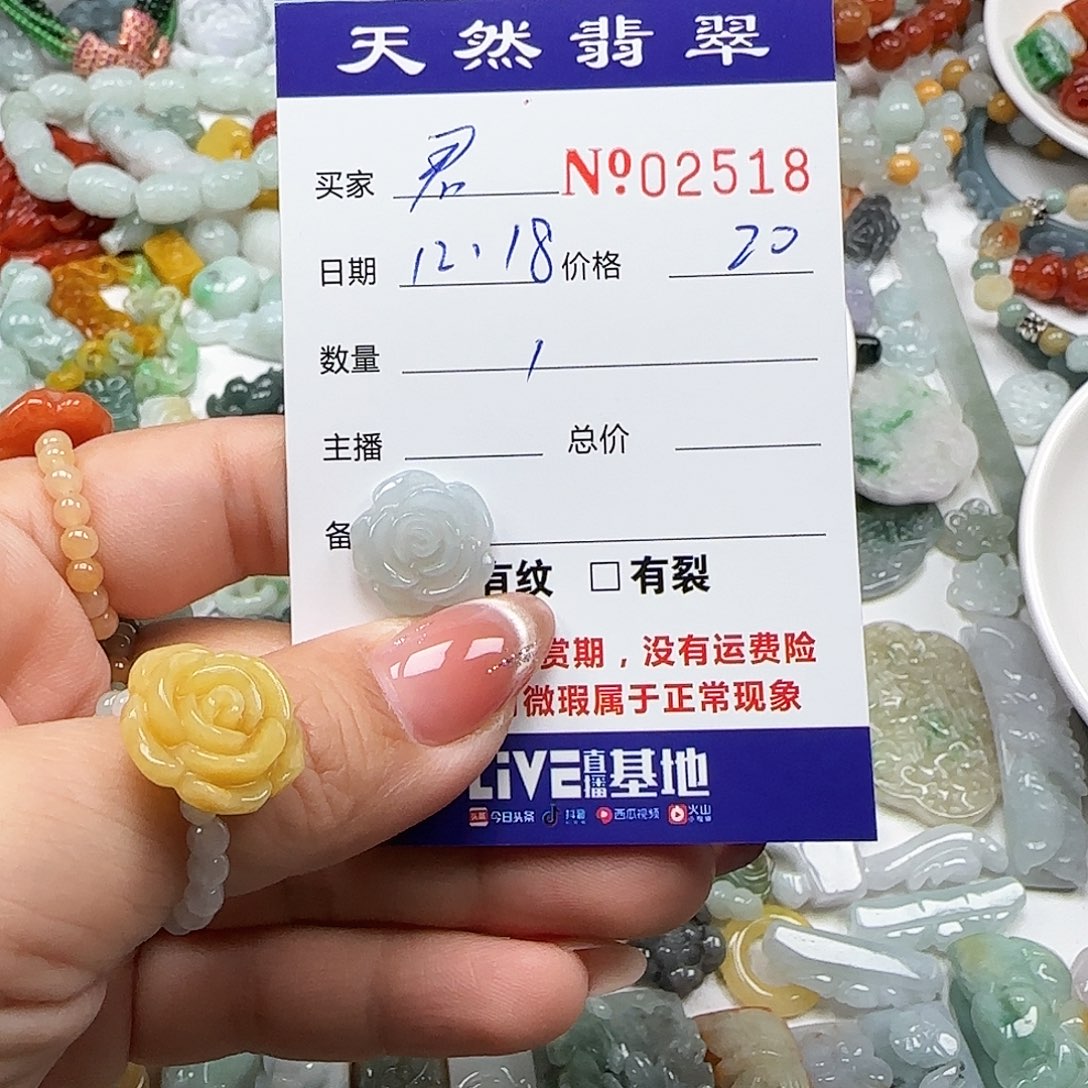 天然翡翠
买家 君 №02518
日期 12.18 价格 20
数量 1
主播 总价
备
有纹 □有裂
赏期，没有运费险
微瑕属于正常现象
LiVE直播基地
头条 今日头条 抖音 西瓜视频 火山